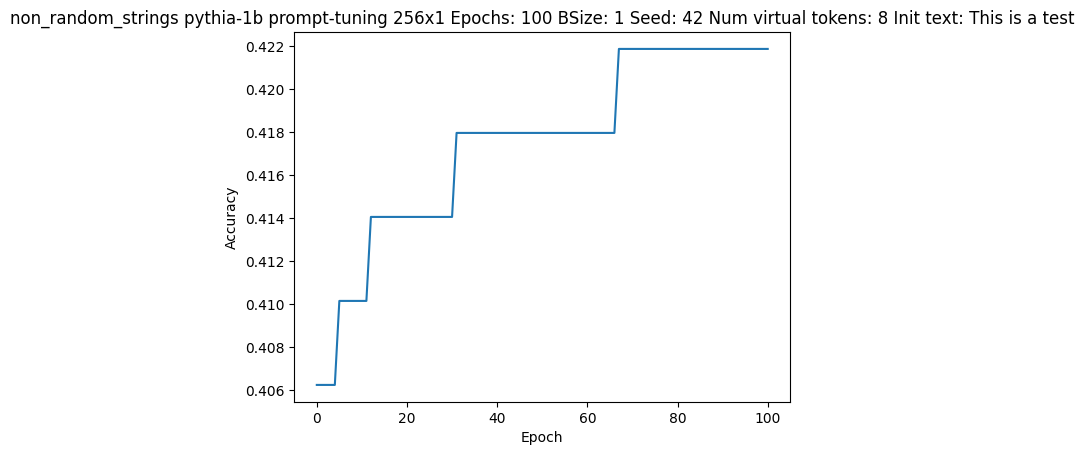 non_random_strings pythia-1b prompt-tuning 256x1 Epochs: 100 BSize: 1 Seed: 42 Num virtual tokens: 8 Init text: This is a test
0.422
0.420
0.418
0.416
0.414
0.412
0.410
0.408
0.406
Accuracy
0 20 40 60 80 100
Epoch